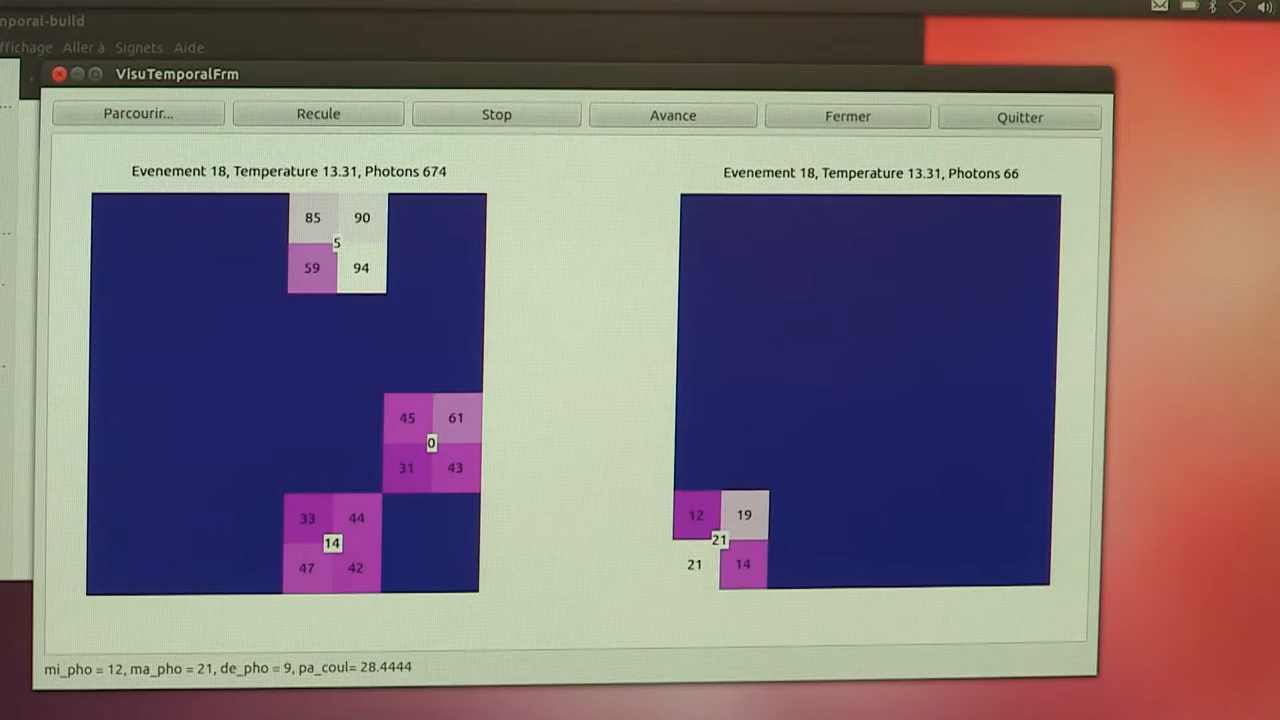 mporal-build
ffichage Aller à Signets Aide
VisuTemporalFrm
Parcourir... Recule Stop Avance Fermer Quitter
Evenement 18, Temperature 13.31, Photons 674
85 90
5
59 94
45 61
0
31 43
33 44
14
47 42
Evenement 18, Temperature 13.31, Photons 66
12 19
21
21 14
mi_pho = 12, ma_pho = 21, de_pho = 9, pa_coul= 28.4444